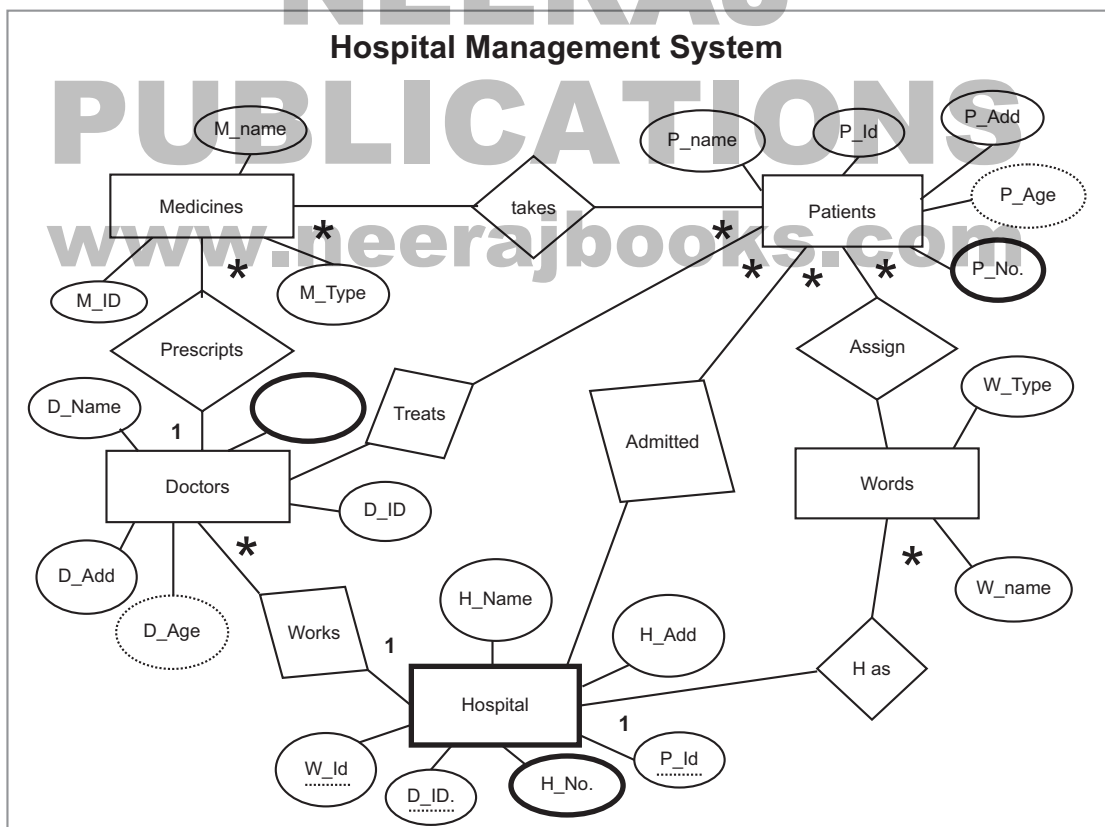 NEERAJ
Hospital Management System
PUBLICATIONS
www.neerajbooks.com
M_name
P_name
P_Id
P_Add
Medicines
takes
Patients
P_Age
*
*
*
*
*
*
M_ID
M_Type
P_No.
Prescripts
Assign
D_Name
Treats
Admitted
W_Type
1
Doctors
D_ID
Words
*
*
D_Add
D_Age
Works
H_Name
H_Add
W_name
1
H as
Hospital
1
W_Id
D_ID.
H_No.
P_Id